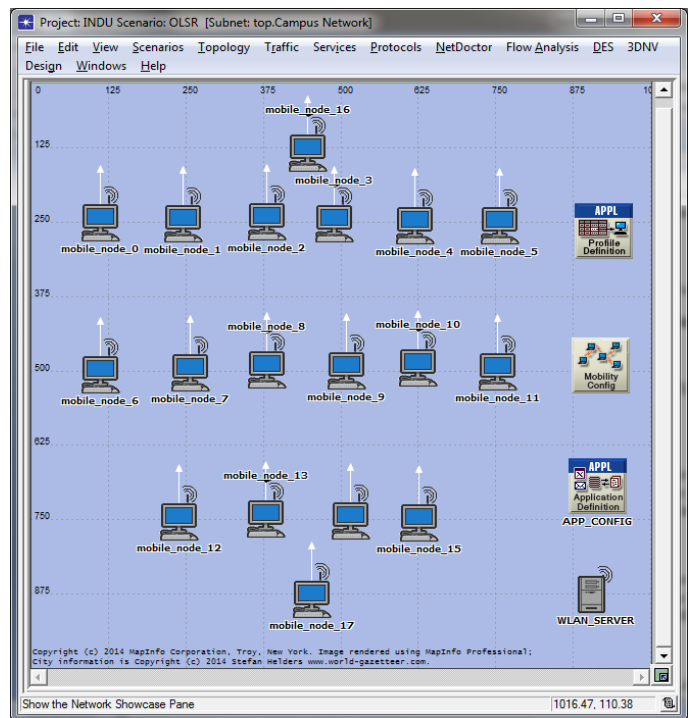 Project: INDU Scenario: OLSR [Subnet: top.Campus Network]
File Edit View Scenarios Topology Traffic Services Protocols NetDoctor Flow Analysis DES 3DNV
Design Windows Help
0 125 250 375 500 625 750 875 10
mobile_node_16
125
mobile_node_3
APPL
250
Profile
Definition
mobile_node_0 mobile_node_1 mobile_node_2 mobile_node_4 mobile_node_5
375
mobile_node_8 mobile_node_10
500
Mobility
Config
mobile_node_6 mobile_node_7 mobile_node_9 mobile_node_11
625
APPL
mobile_node_13
Application
Definition
750
APP_CONFIG
mobile_node_12 mobile_node_15
875
WLAN_SERVER
mobile_node_17
Copyright (c) 2014 MapInfo Corporation, Troy, New York. Image rendered using MapInfo Professional;
City information is Copyright (c) 2014 Stefan Helders www.world-gazetteer.com.
Show the Network Showcase Pane 1016.47, 110.38